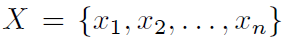 X = {x₁, x₂, . . . , xₙ}